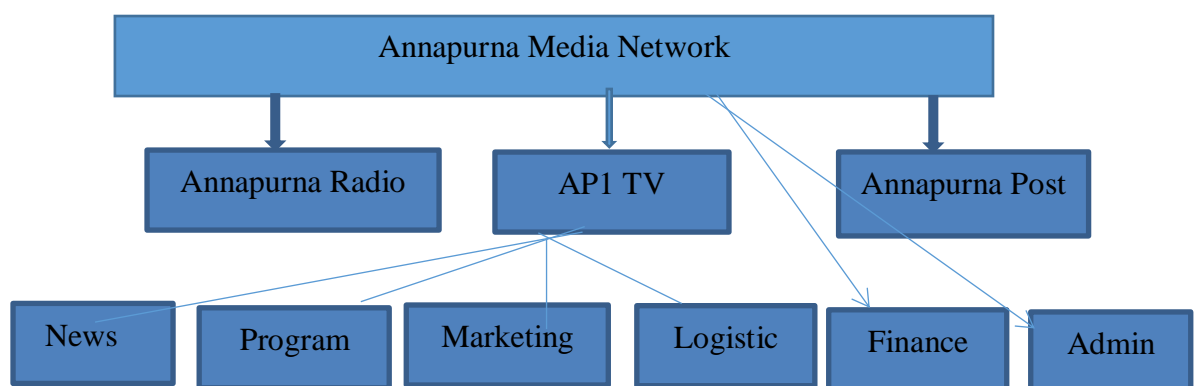 Annapurna Media Network
Annapurna Radio
AP1 TV
Annapurna Post
News
Program
Marketing
Logistic
Finance
Admin